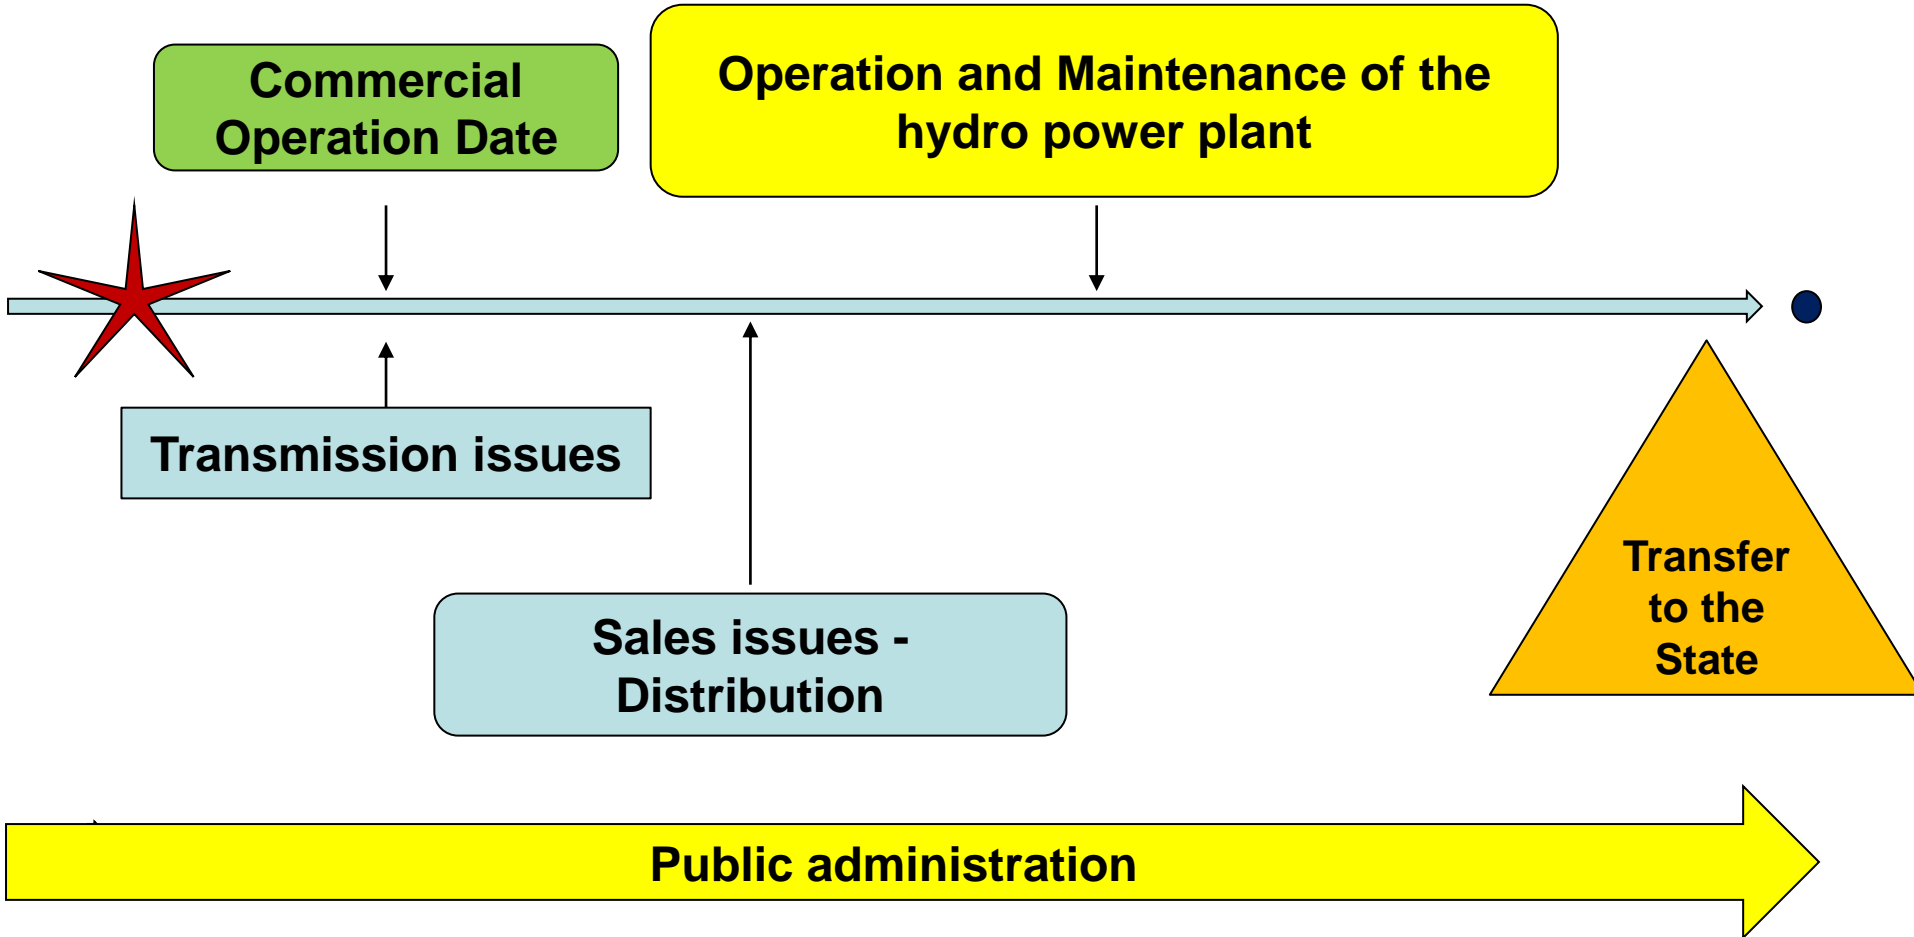 Commercial
Operation Date
Operation and Maintenance of the
hydro power plant
Transmission issues
Sales issues -
Distribution
Transfer
to the
State
Public administration